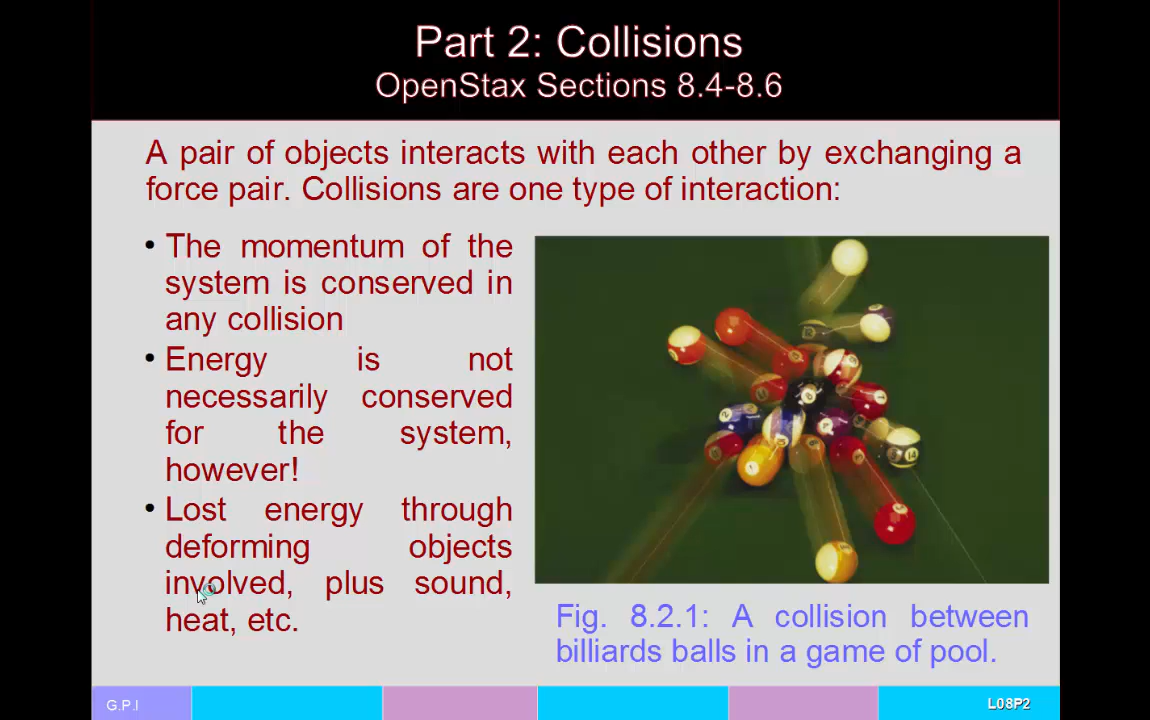 Part 2: Collisions
OpenStax Sections 8.4-8.6
A pair of objects interacts with each other by exchanging a
force pair. Collisions are one type of interaction:
• The momentum of the
system is conserved in
any collision
• Energy is not
necessarily conserved
for the system,
however!
• Lost energy through
deforming objects
involved, plus sound,
heat, etc.
14
Fig. 8.2.1: A collision between
billiards balls in a game of pool.
G.P.I
L08P2